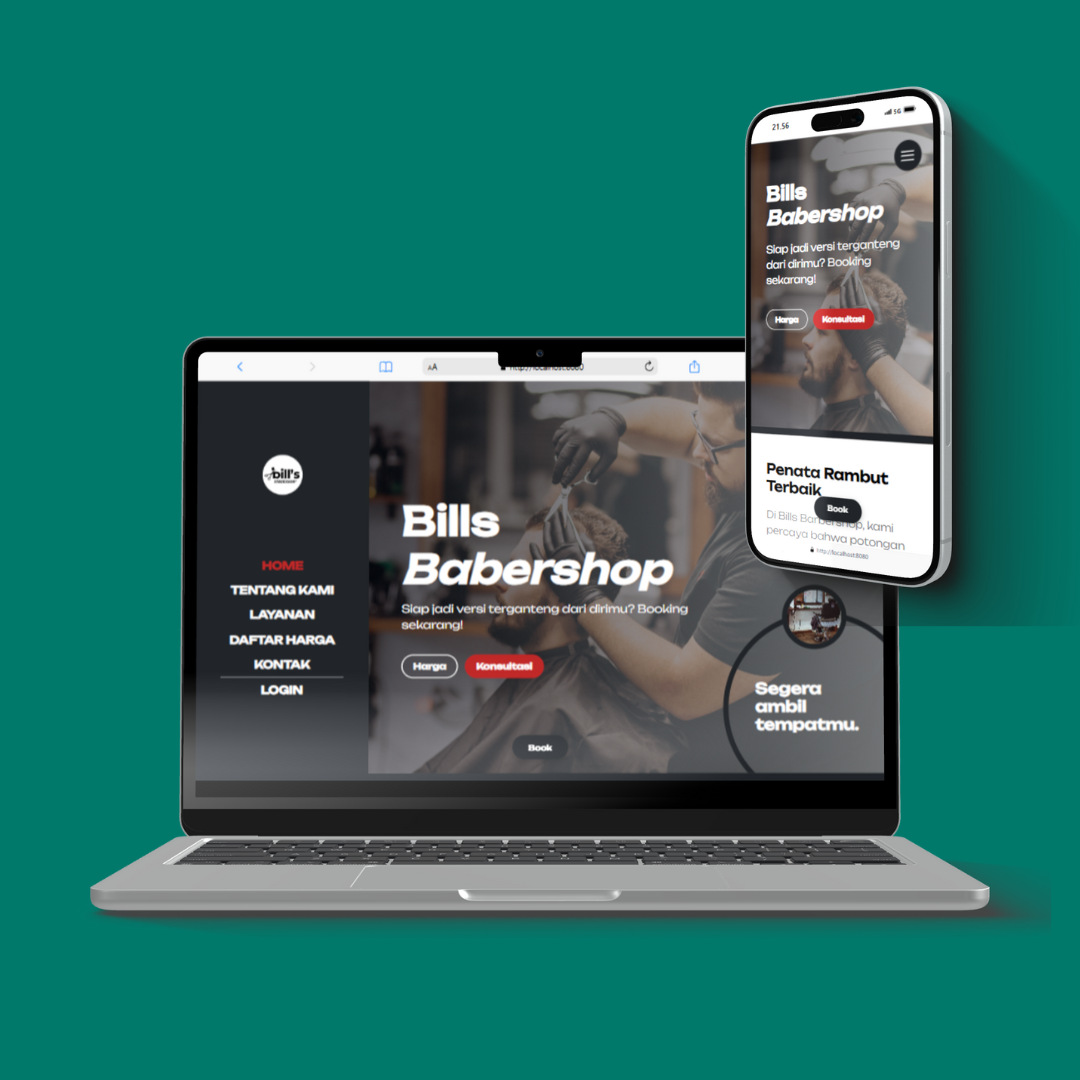 21.56
5G
Bills
Babershop
Siap jadi versi terganteng
dari dirimu? Booking
sekarang!
Harga
Konsultasi
Penata Rambut
Terbaik
Book
Di Bills Barbershop, kami
percaya bahwa potongan
http://localhost:8080
AA
http://localhost:8080
bill's
HOME
TENTANG KAMI
LAYANAN
DAFTAR HARGA
KONTAK
LOGIN
Bills
Babershop
Siap jadi versi terganteng dari dirimu? Booking
sekarang!
Harga
Konsultasi
Book
Segera
ambil
tempatmu.